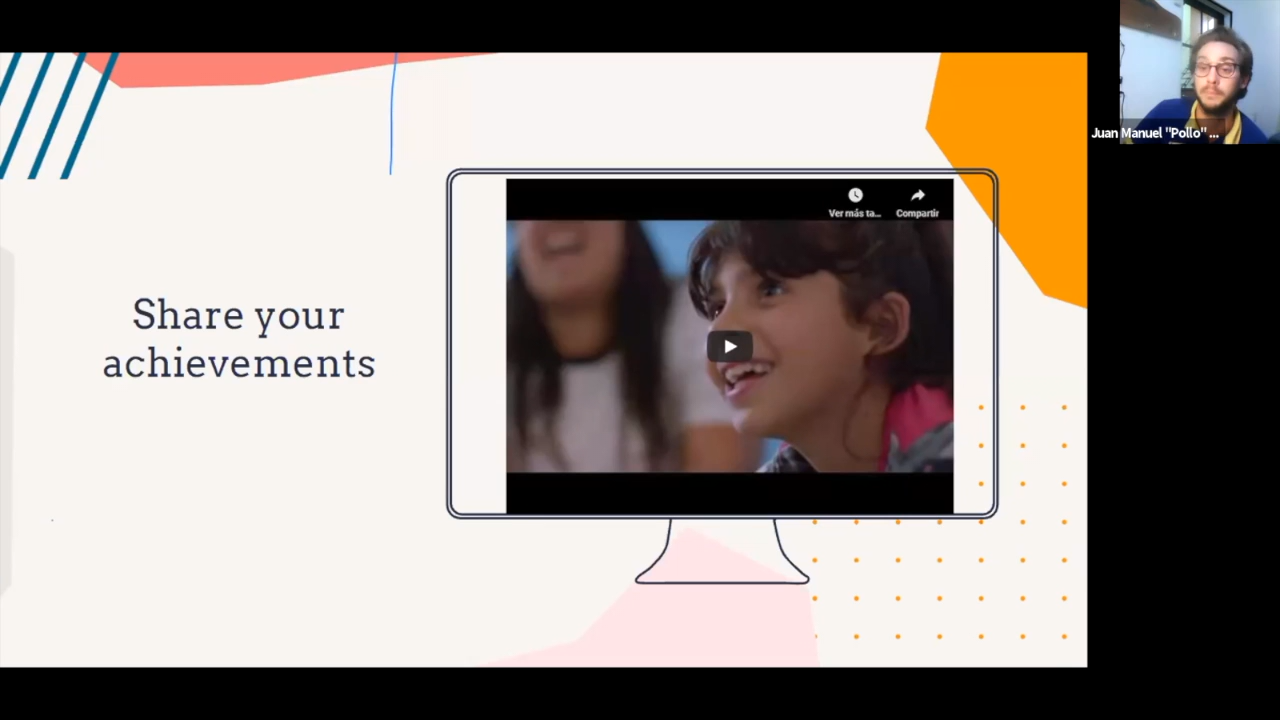 Share your
achievements
Ver más ta...
Compartir
Juan Manuel "Pollo" ...